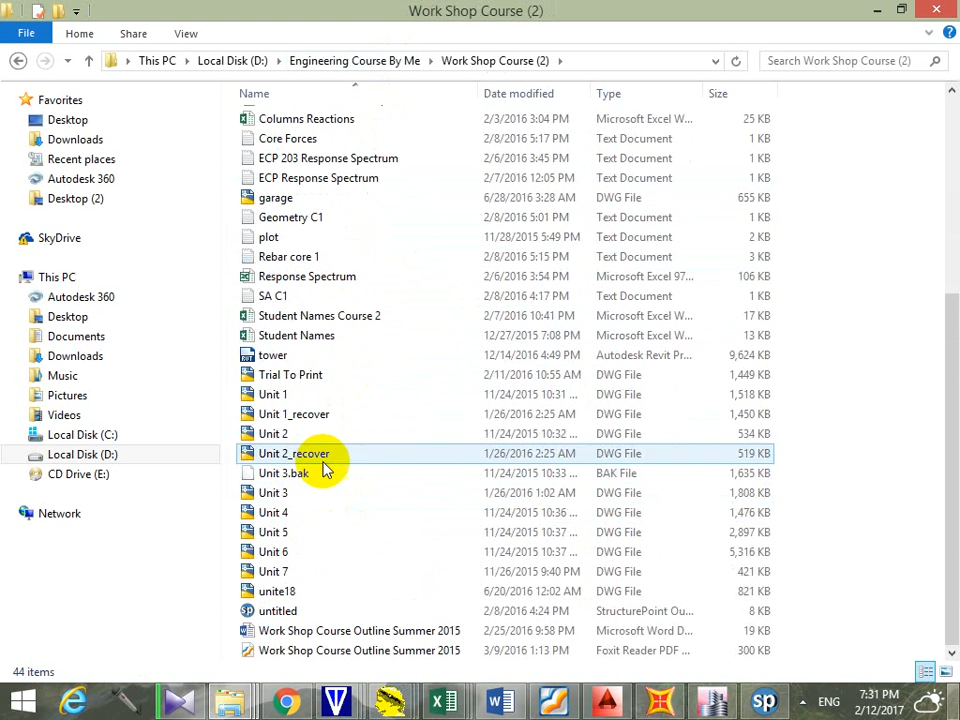 Work Shop Course (2)
File Home Share View
This PC Local Disk (D:) Engineering Course By Me Work Shop Course (2) Search Work Shop Course (2)
Name Date modified Type Size
Favorites
Desktop
Downloads
Recent places
Autodesk 360
Desktop (2)
SkyDrive
This PC
Autodesk 360
Desktop
Documents
Downloads
Music
Pictures
Videos
Local Disk (C:)
Local Disk (D:)
CD Drive (E:)
Network
Columns Reactions 2/3/2016 3:04 PM Microsoft Excel W... 25 KB
Core Forces 2/8/2016 5:17 PM Text Document 1 KB
ECP 203 Response Spectrum 2/6/2016 3:45 PM Text Document 1 KB
ECP Response Spectrum 2/7/2016 12:05 PM Text Document 1 KB
garage 6/28/2016 3:28 AM DWG File 655 KB
Geometry C1 2/8/2016 5:01 PM Text Document 1 KB
plot 11/28/2015 5:49 PM Text Document 2 KB
Rebar core 1 2/8/2016 5:15 PM Text Document 3 KB
Response Spectrum 2/6/2016 3:54 PM Microsoft Excel 97... 106 KB
SA C1 2/8/2016 4:17 PM Text Document 1 KB
Student Names Course 2 2/7/2016 10:41 PM Microsoft Excel W... 17 KB
Student Names 12/27/2015 7:08 PM Microsoft Excel W... 13 KB
tower 12/14/2016 4:49 PM Autodesk Revit Pr... 9,624 KB
Trial To Print 2/11/2016 10:55 AM DWG File 1,449 KB
Unit 1 11/24/2015 10:31 ... DWG File 1,518 KB
Unit 1_recover 1/26/2016 2:25 AM DWG File 1,450 KB
Unit 2 11/24/2015 10:32 ... DWG File 534 KB
Unit 2_recover 1/26/2016 2:25 AM DWG File 519 KB
Unit 3.bak 11/24/2015 10:33 ... BAK File 1,635 KB
Unit 3 1/26/2016 1:02 AM DWG File 1,808 KB
Unit 4 11/24/2015 10:36 ... DWG File 1,476 KB
Unit 5 11/24/2015 10:37 ... DWG File 2,897 KB
Unit 6 11/24/2015 10:37 ... DWG File 5,316 KB
Unit 7 11/26/2015 9:40 PM DWG File 421 KB
unite18 6/20/2016 12:02 AM DWG File 821 KB
untitled 2/8/2016 4:24 PM StructurePoint Ou... 8 KB
Work Shop Course Outline Summer 2015 2/25/2016 9:58 PM Microsoft Word D... 19 KB
Work Shop Course Outline Summer 2015 3/9/2016 1:13 PM Foxit Reader PDF ... 300 KB
44 items
sp
ENG
7:31 PM
2/12/2017